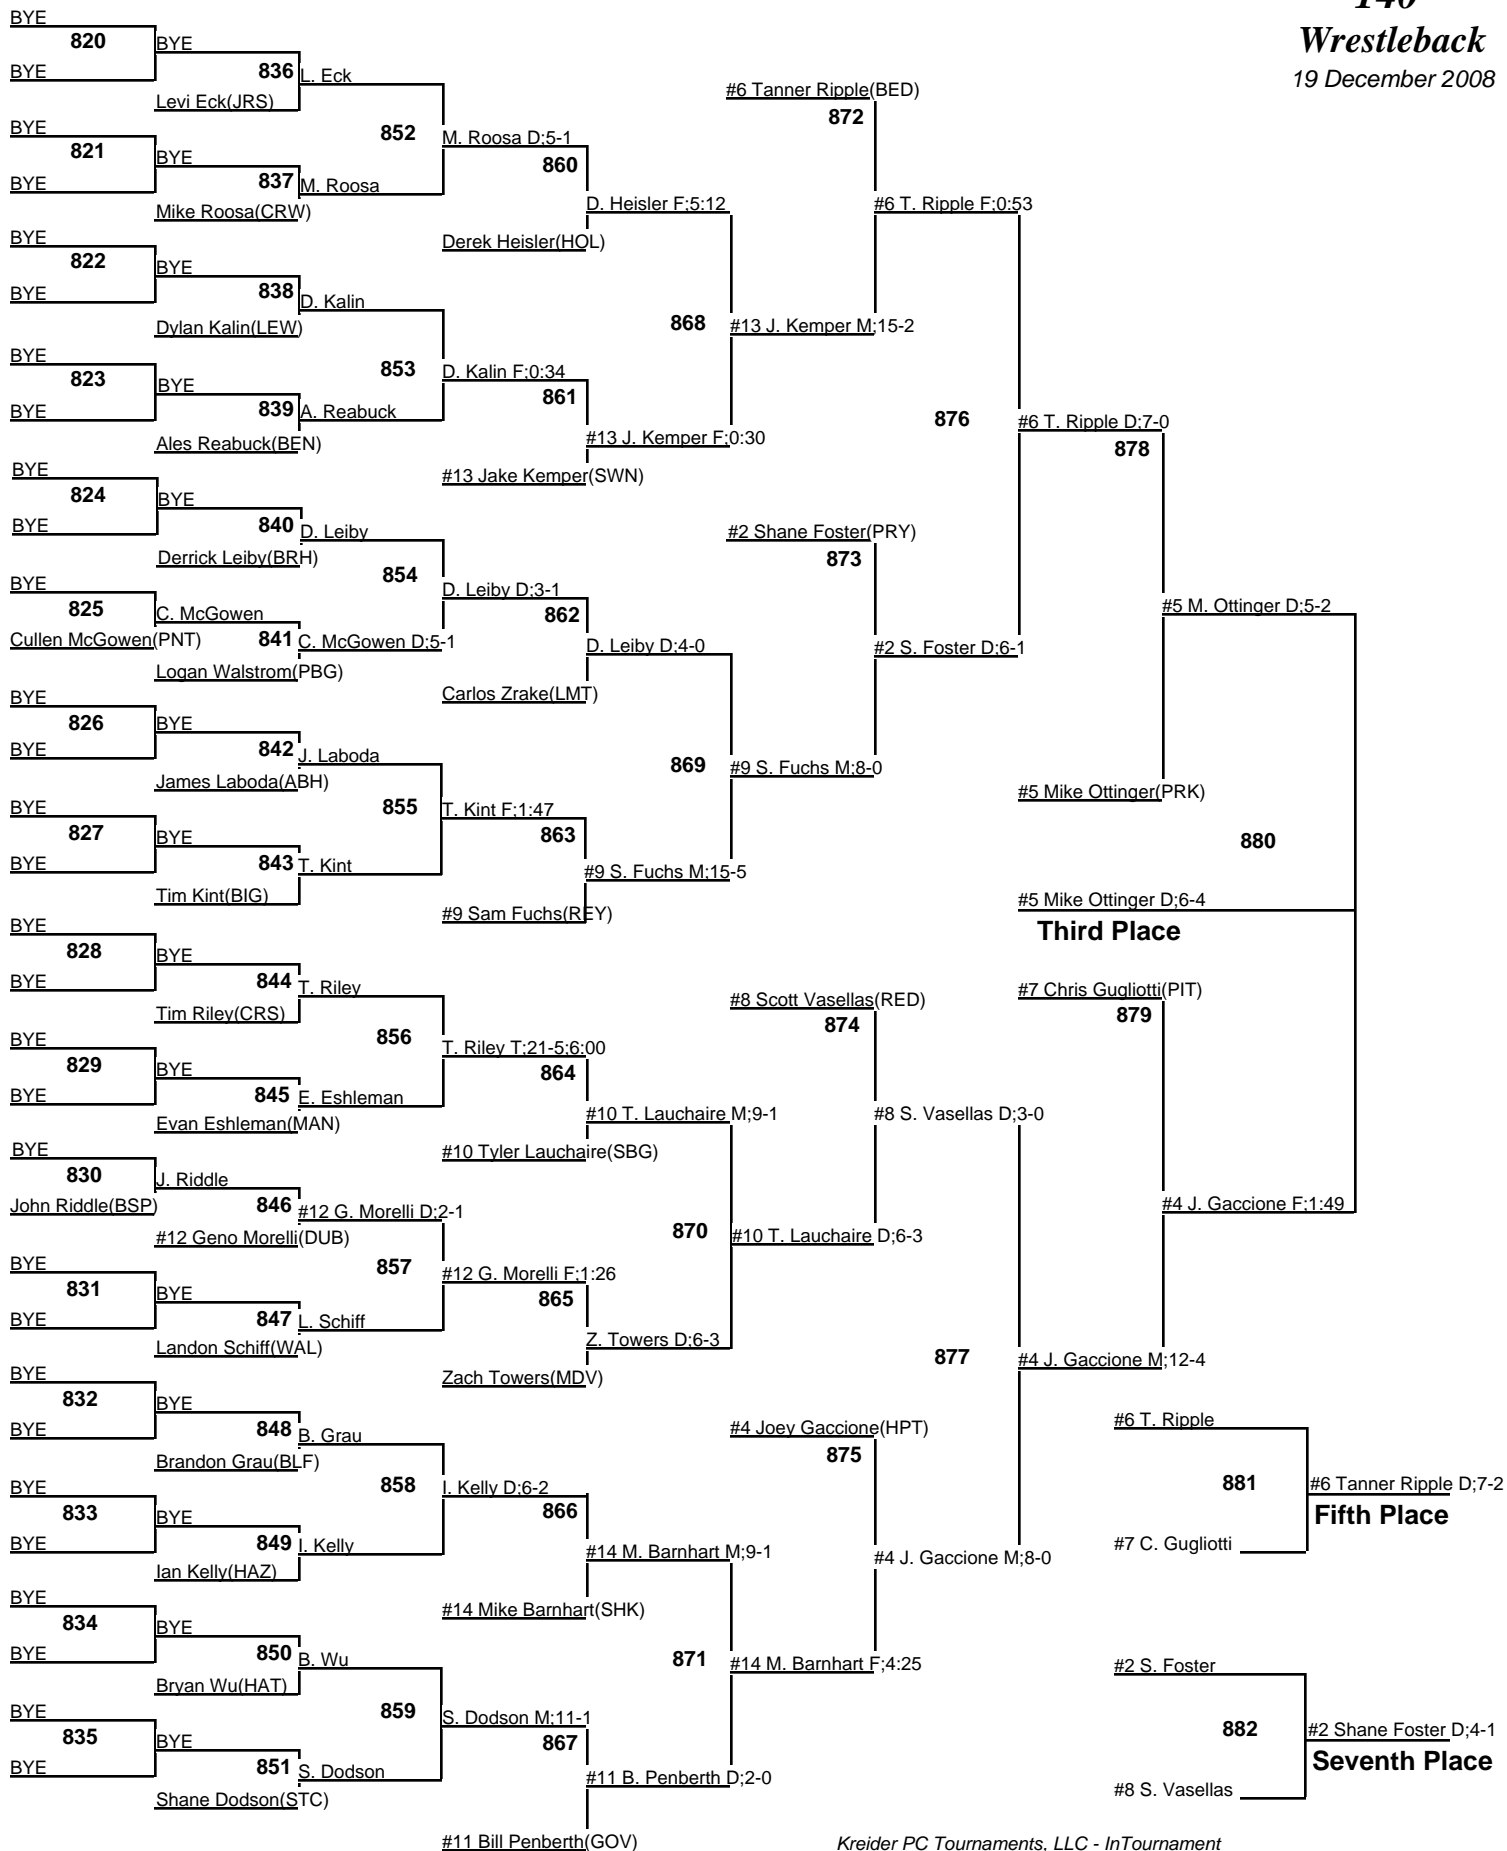 140
Wrestleback
19 December 2008
BYE
820
BYE
BYE
836
L. Eck
Levi Eck(JRS)
BYE
821
BYE
BYE
837
M. Roosa
Mike Roosa(CRW)
852
M. Roosa D;5-1
860
D. Heisler F;5:12
Derek Heisler(HOL)
BYE
822
BYE
BYE
838
D. Kalin
Dylan Kalin(LEW)
BYE
823
BYE
BYE
839
A. Reabuck
Ales Reabuck(BEN)
853
D. Kalin F;0:34
861
#13 J. Kemper F;0:30
#13 Jake Kemper(SWN)
868
#13 J. Kemper M;15-2
#6 Tanner Ripple(BED)
872
#6 T. Ripple F;0:53
BYE
824
BYE
BYE
840
D. Leiby
Derrick Leiby(BRH)
BYE
825
C. McGowen
Cullen McGowen(PNT)
841
C. McGowen D;5-1
Logan Walstrom(PBG)
854
D. Leiby D;3-1
862
D. Leiby D;4-0
Carlos Zrake(LMT)
BYE
826
BYE
BYE
842
J. Laboda
James Laboda(ABH)
BYE
827
BYE
BYE
843
T. Kint
Tim Kint(BIG)
855
T. Kint F;1:47
863
#9 S. Fuchs M;15-5
#9 Sam Fuchs(REY)
869
#9 S. Fuchs M;8-0
#2 Shane Foster(PRY)
873
#2 S. Foster D;6-1
876
#6 T. Ripple D;7-0
878
#5 M. Ottinger D;5-2
#5 Mike Ottinger(PRK)
880
#5 Mike Ottinger D;6-4
Third Place
BYE
828
BYE
BYE
844
T. Riley
Tim Riley(CRS)
BYE
829
BYE
BYE
845
E. Eshleman
Evan Eshleman(MAN)
856
T. Riley T;21-5;6:00
864
#10 T. Lauchaire M;9-1
#10 Tyler Lauchaire(SBG)
BYE
830
J. Riddle
John Riddle(BSP)
846
#12 G. Morelli D;2-1
#12 Geno Morelli(DUB)
BYE
831
BYE
BYE
847
L. Schiff
Landon Schiff(WAL)
857
#12 G. Morelli F;1:26
865
Z. Towers D;6-3
Zach Towers(MDV)
870
#10 T. Lauchaire D;6-3
#8 Scott Vasellas(RED)
874
#8 S. Vasellas D;3-0
#7 Chris Gugliotti(PIT)
879
#4 J. Gaccione F;1:49
877
#4 J. Gaccione M;12-4
BYE
832
BYE
BYE
848
B. Grau
Brandon Grau(BLF)
BYE
833
BYE
BYE
849
I. Kelly
Ian Kelly(HAZ)
858
I. Kelly D;6-2
866
#14 M. Barnhart M;9-1
#14 Mike Barnhart(SHK)
#4 Joey Gaccione(HPT)
875
#4 J. Gaccione M;8-0
BYE
834
BYE
BYE
850
B. Wu
Bryan Wu(HAT)
BYE
835
BYE
BYE
851
S. Dodson
Shane Dodson(STC)
859
S. Dodson M;11-1
867
#11 B. Penberth D;2-0
#11 Bill Penberth(GOV)
871
#14 M. Barnhart F;4:25
#6 T. Ripple
881
#6 Tanner Ripple D;7-2
Fifth Place
#7 C. Gugliotti
#2 S. Foster
882
#2 Shane Foster D;4-1
Seventh Place
#8 S. Vasellas
Kreider PC Tournaments, LLC - InTournament